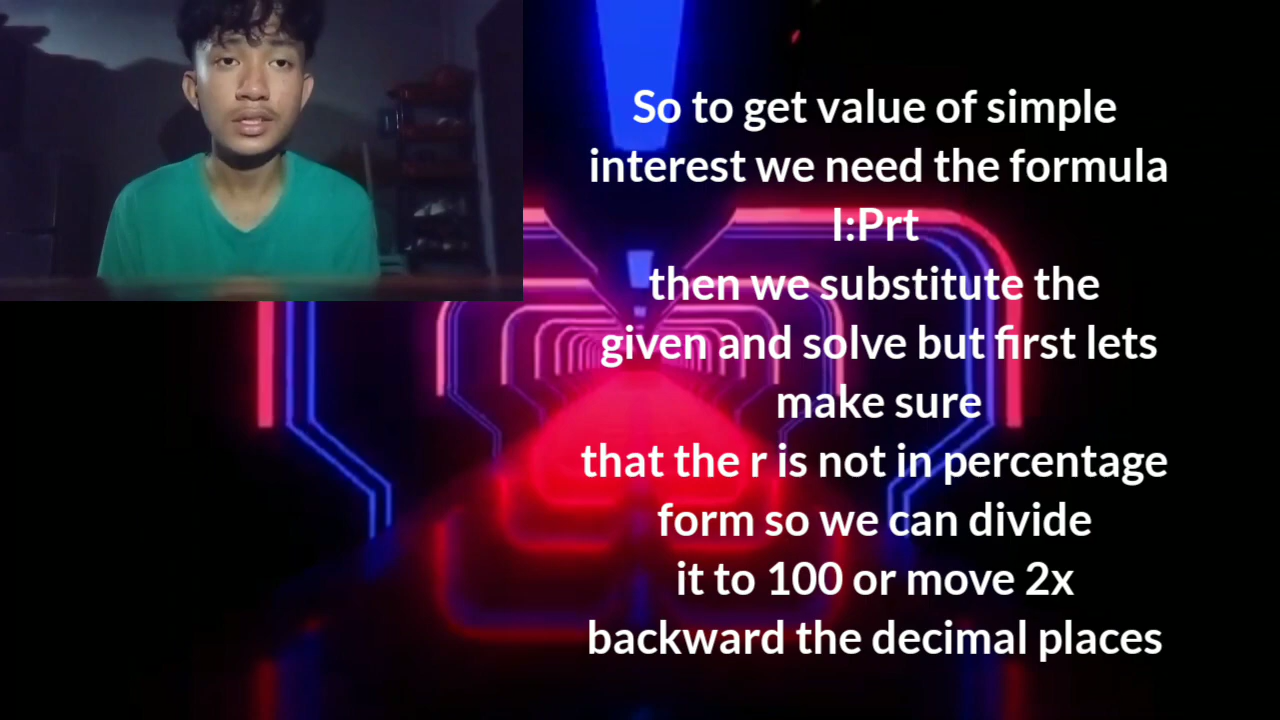 So to get value of simple
interest we need the formula
I:Prt
then we substitute the
given and solve but first lets
make sure
that the r is not in percentage
form so we can divide
it to 100 or move 2x
backward the decimal places